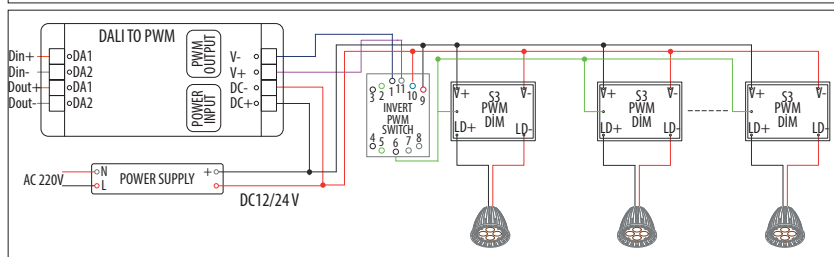 DALI TO PWM
Din+ DA1
Din- DA2
Dout+ DA1
Dout- DA2
PWM
OUTPUT
POWER
INPUT
V-
V+
DC-
DC+
3 2 1 11 10 9
INVERT
PWM
SWITCH
4 5 6 7 8
V+ S3 V-
PWM
DIM
LD+ LD-
V+ S3 V-
PWM
DIM
LD+ LD-
V+ S3 V-
PWM
DIM
LD+ LD-
AC 220V
N
L
POWER SUPPLY
+
-
DC12/24 V